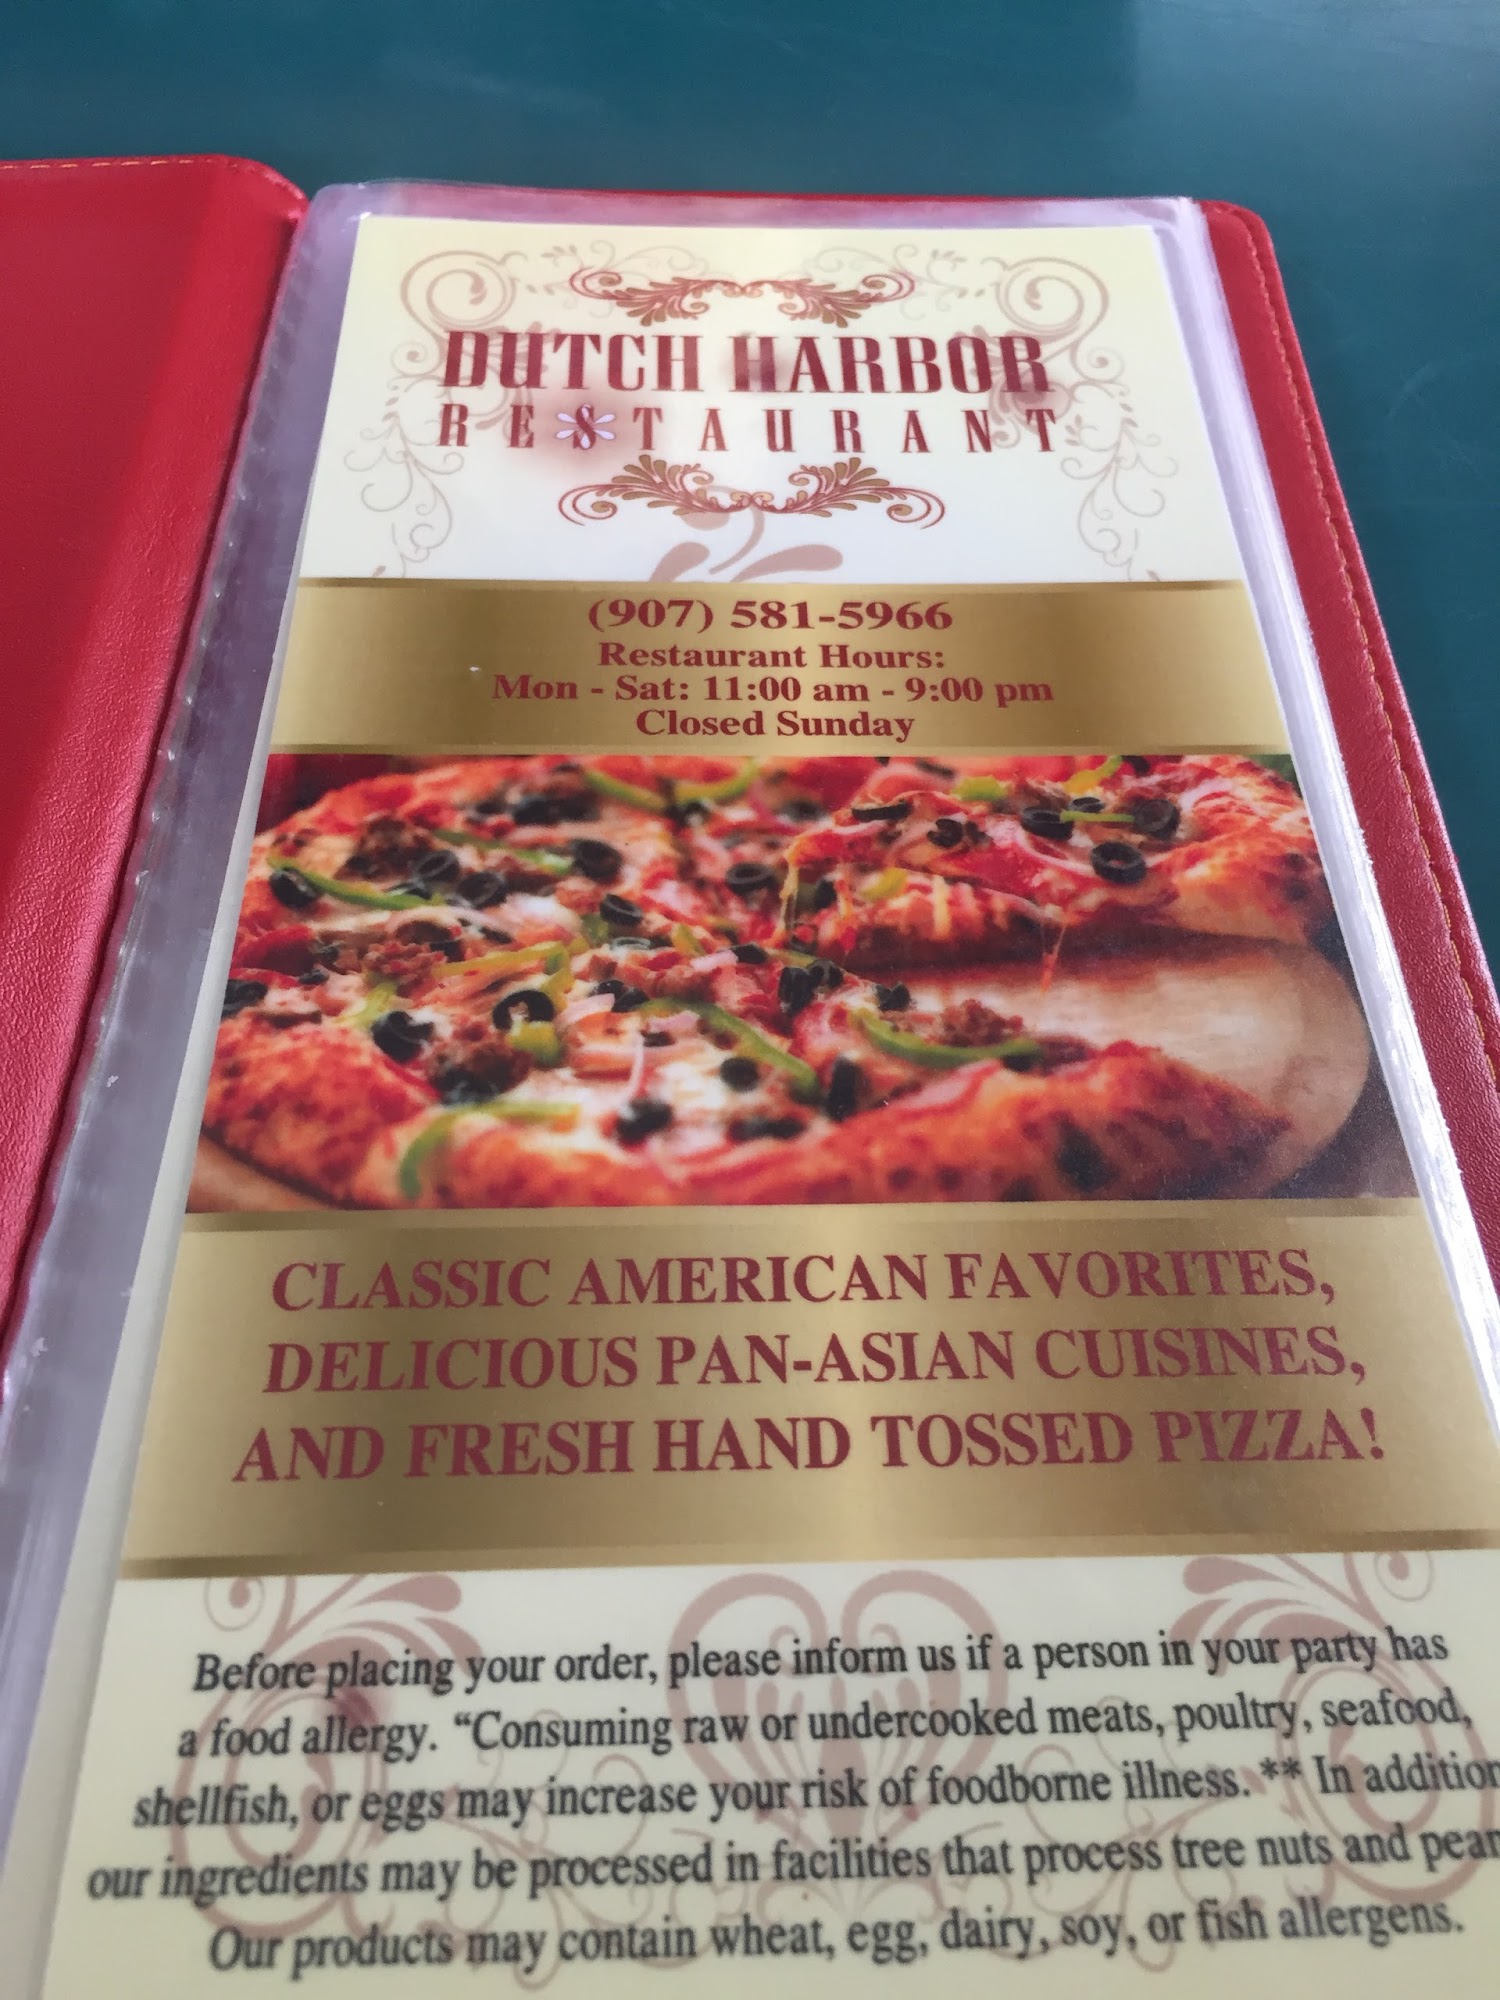 DUTCH HARBOR
RESTAURANT
(907) 581-5966
Restaurant Hours:
Mon - Sat: 11:00 am - 9:00 pm
Closed Sunday
CLASSIC AMERICAN FAVORITES,
DELICIOUS PAN-ASIAN CUISINES,
AND FRESH HAND TOSSED PIZZA!
Before placing your order, please inform us if a person in your party has
a food allergy. “Consuming raw or undercooked meats, poultry, seafood,
shellfish, or eggs may increase your risk of foodborne illness.** In addition
our ingredients may be processed in facilities that process tree nuts and
Our products may contain wheat, egg, dairy, soy, or fish allergens.